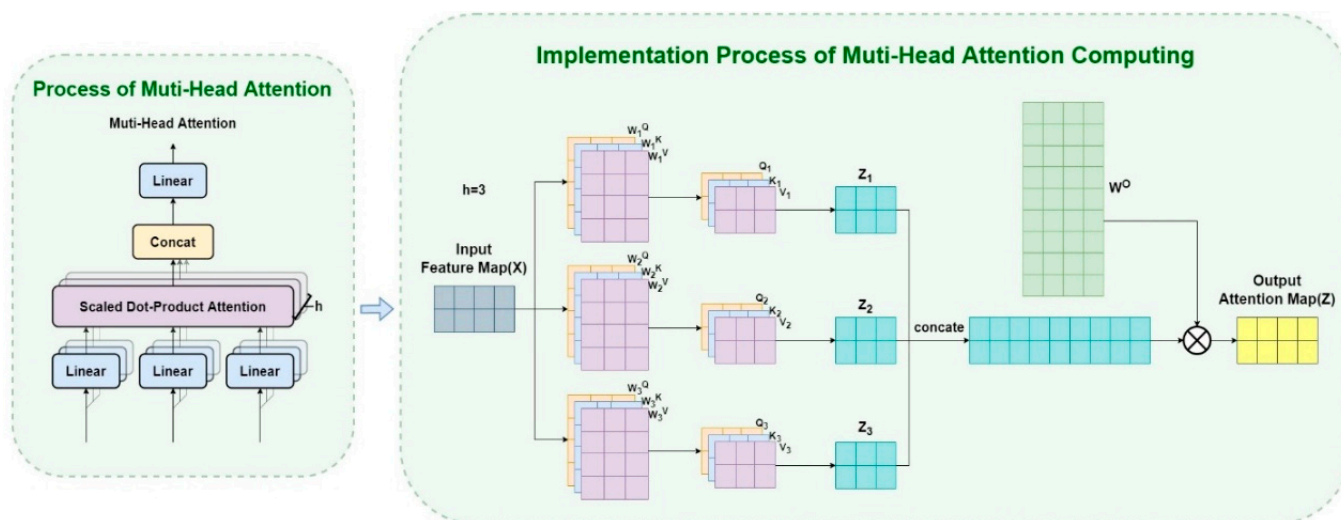 Process of Muti-Head Attention
Muti-Head Attention
Linear
Concat
Scaled Dot-Product Attention
h
Linear
Linear
Linear
Implementation Process of Muti-Head Attention Computing
h=3
Input
Feature Map(X)
W₁Q
W₁K
W₁V
Q₁
K₁
V₁
Z₁
W₂Q
W₂K
W₂V
Q₂
K₂
V₂
Z₂
W₃Q
W₃K
W₃V
Q₃
K₃
V₃
Z₃
concate
WO
Output
Attention Map(Z)